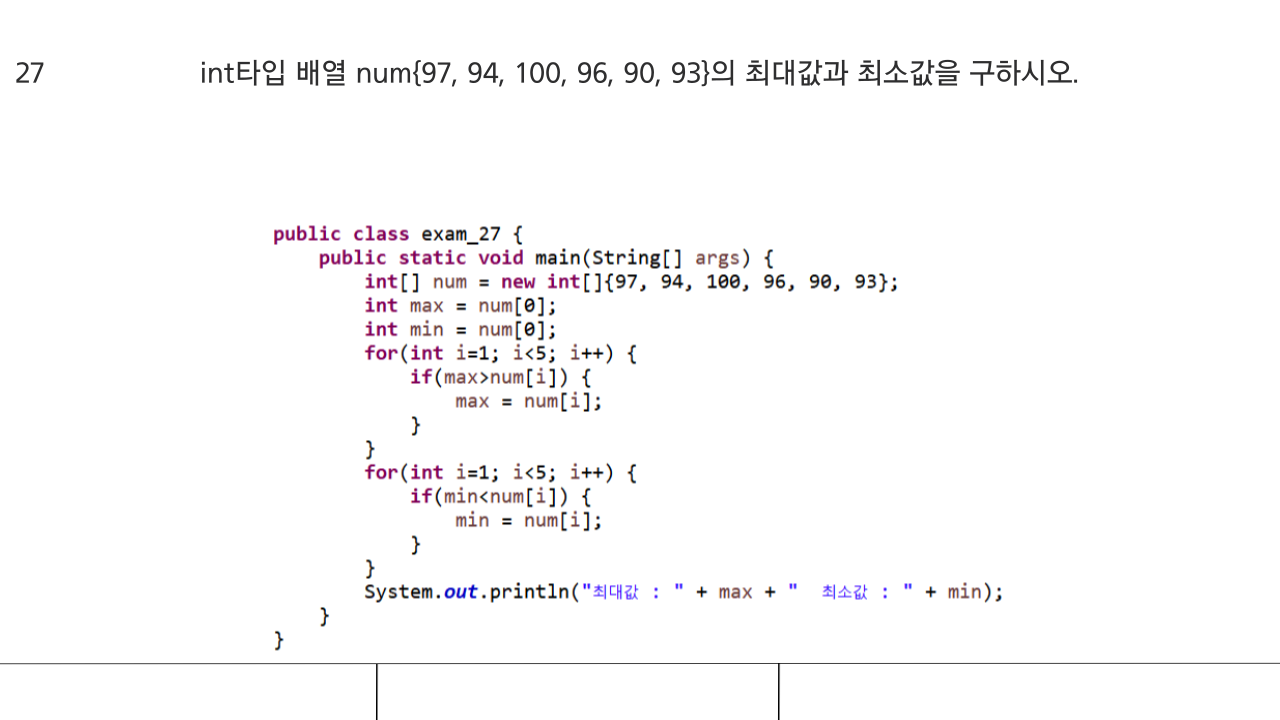 27 int타입 배열 num{97, 94, 100, 96, 90, 93}의 최대값과 최소값을 구하시오.
public class exam_27 {
    public static void main(String[] args) {
        int[] num = new int[]{97, 94, 100, 96, 90, 93};
        int max = num[0];
        int min = num[0];
        for(int i=1; i<5; i++) {
            if(max>num[i]) {
                max = num[i];
            }
        }
        for(int i=1; i<5; i++) {
            if(min<num[i]) {
                min = num[i];
            }
        }
        System.out.println("최대값 : " + max + "  최소값 : " + min);
    }
}